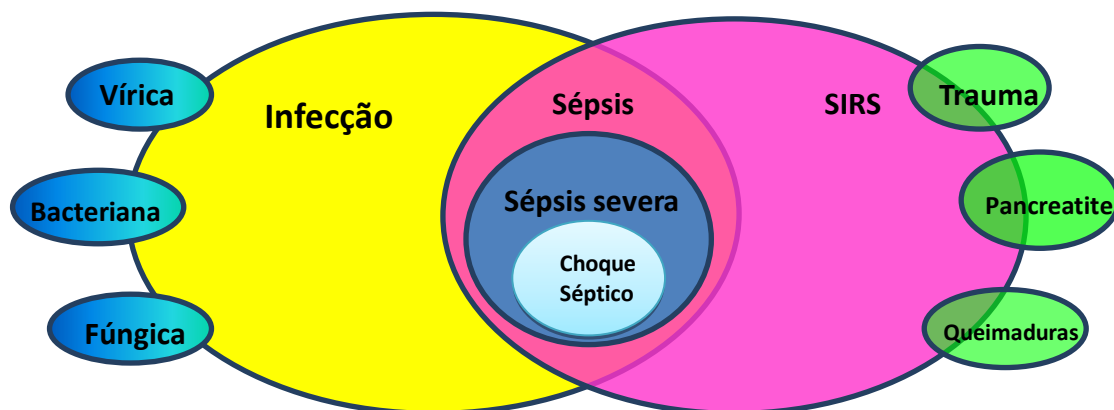 Vírica
Infecção
Sépsis
SIRS
Trauma
Bacteriana
Sépsis severa
Pancreatite
Choque
Séptico
Fúngica
Queimaduras